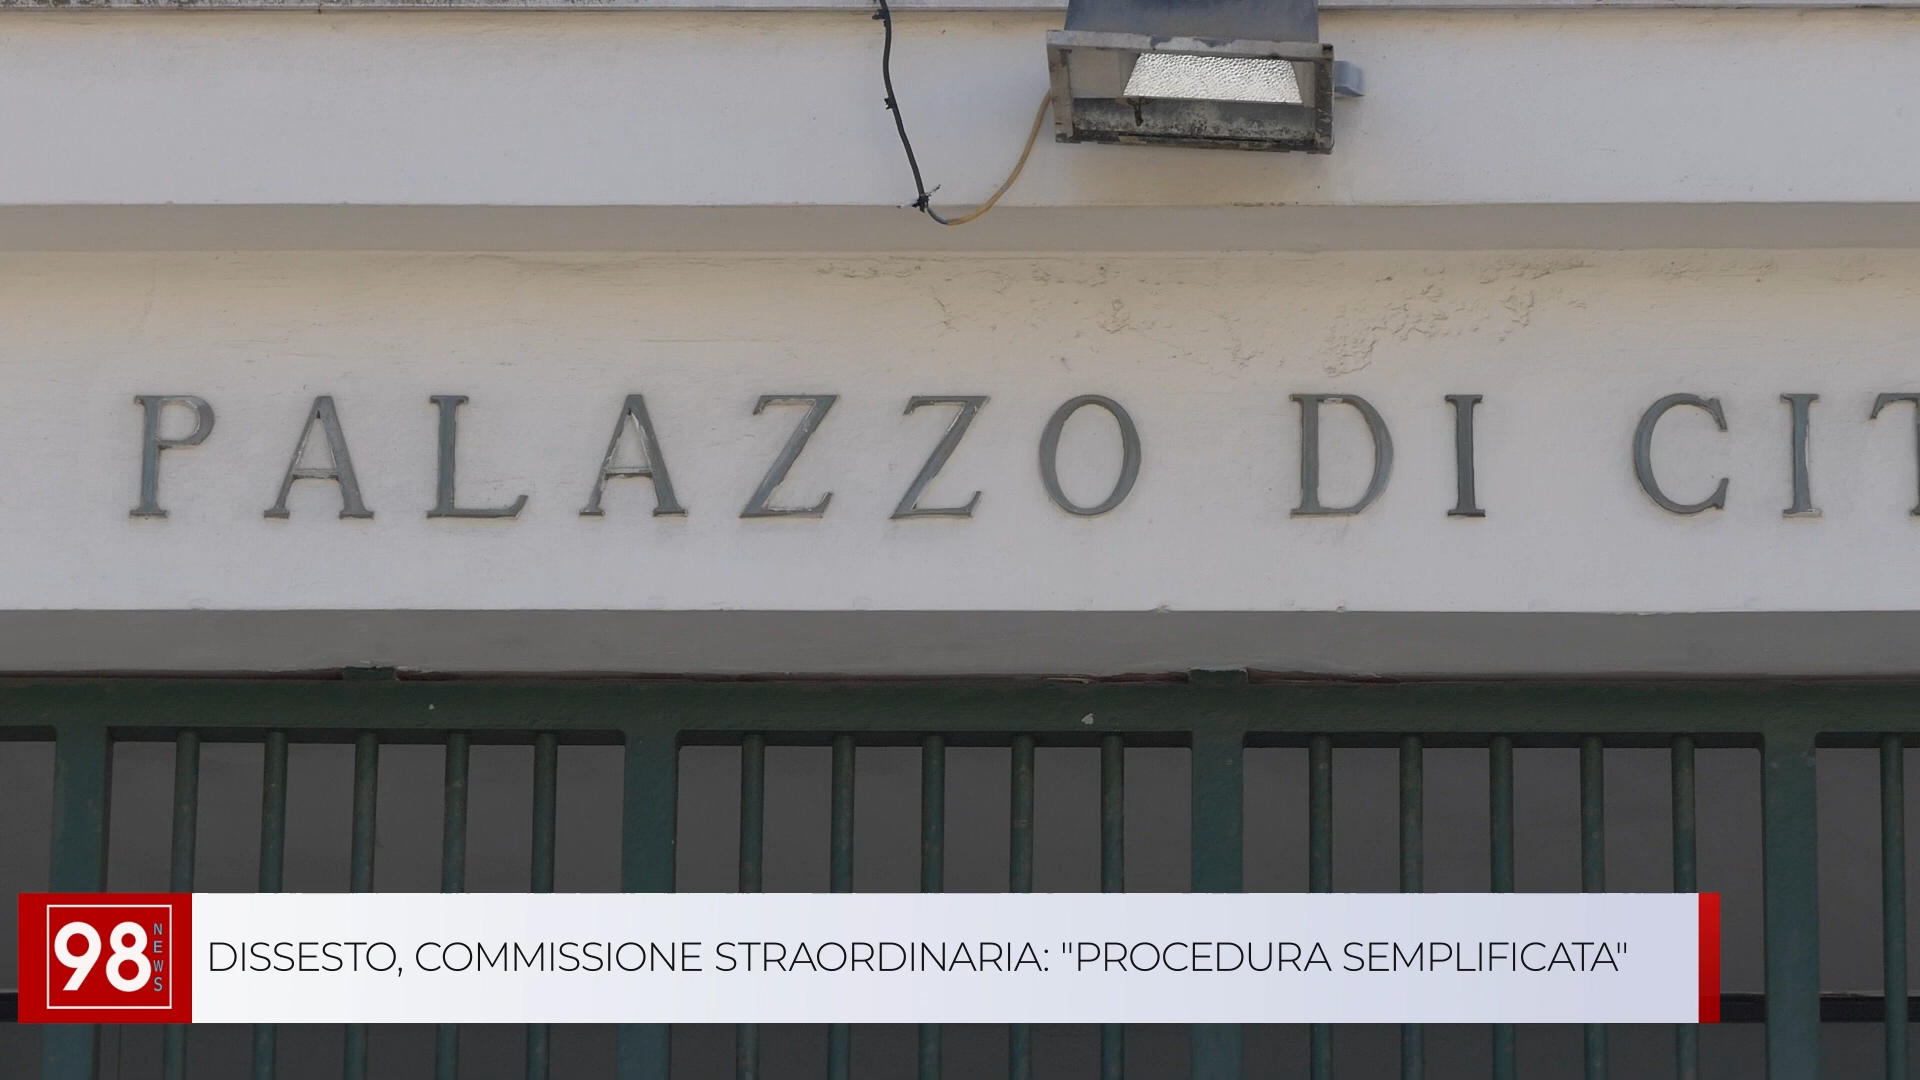 PALAZZO DI CIT
98
NEWS
DISSESTO, COMMISSIONE STRAORDINARIA: "PROCEDURA SEMPLIFICATA"